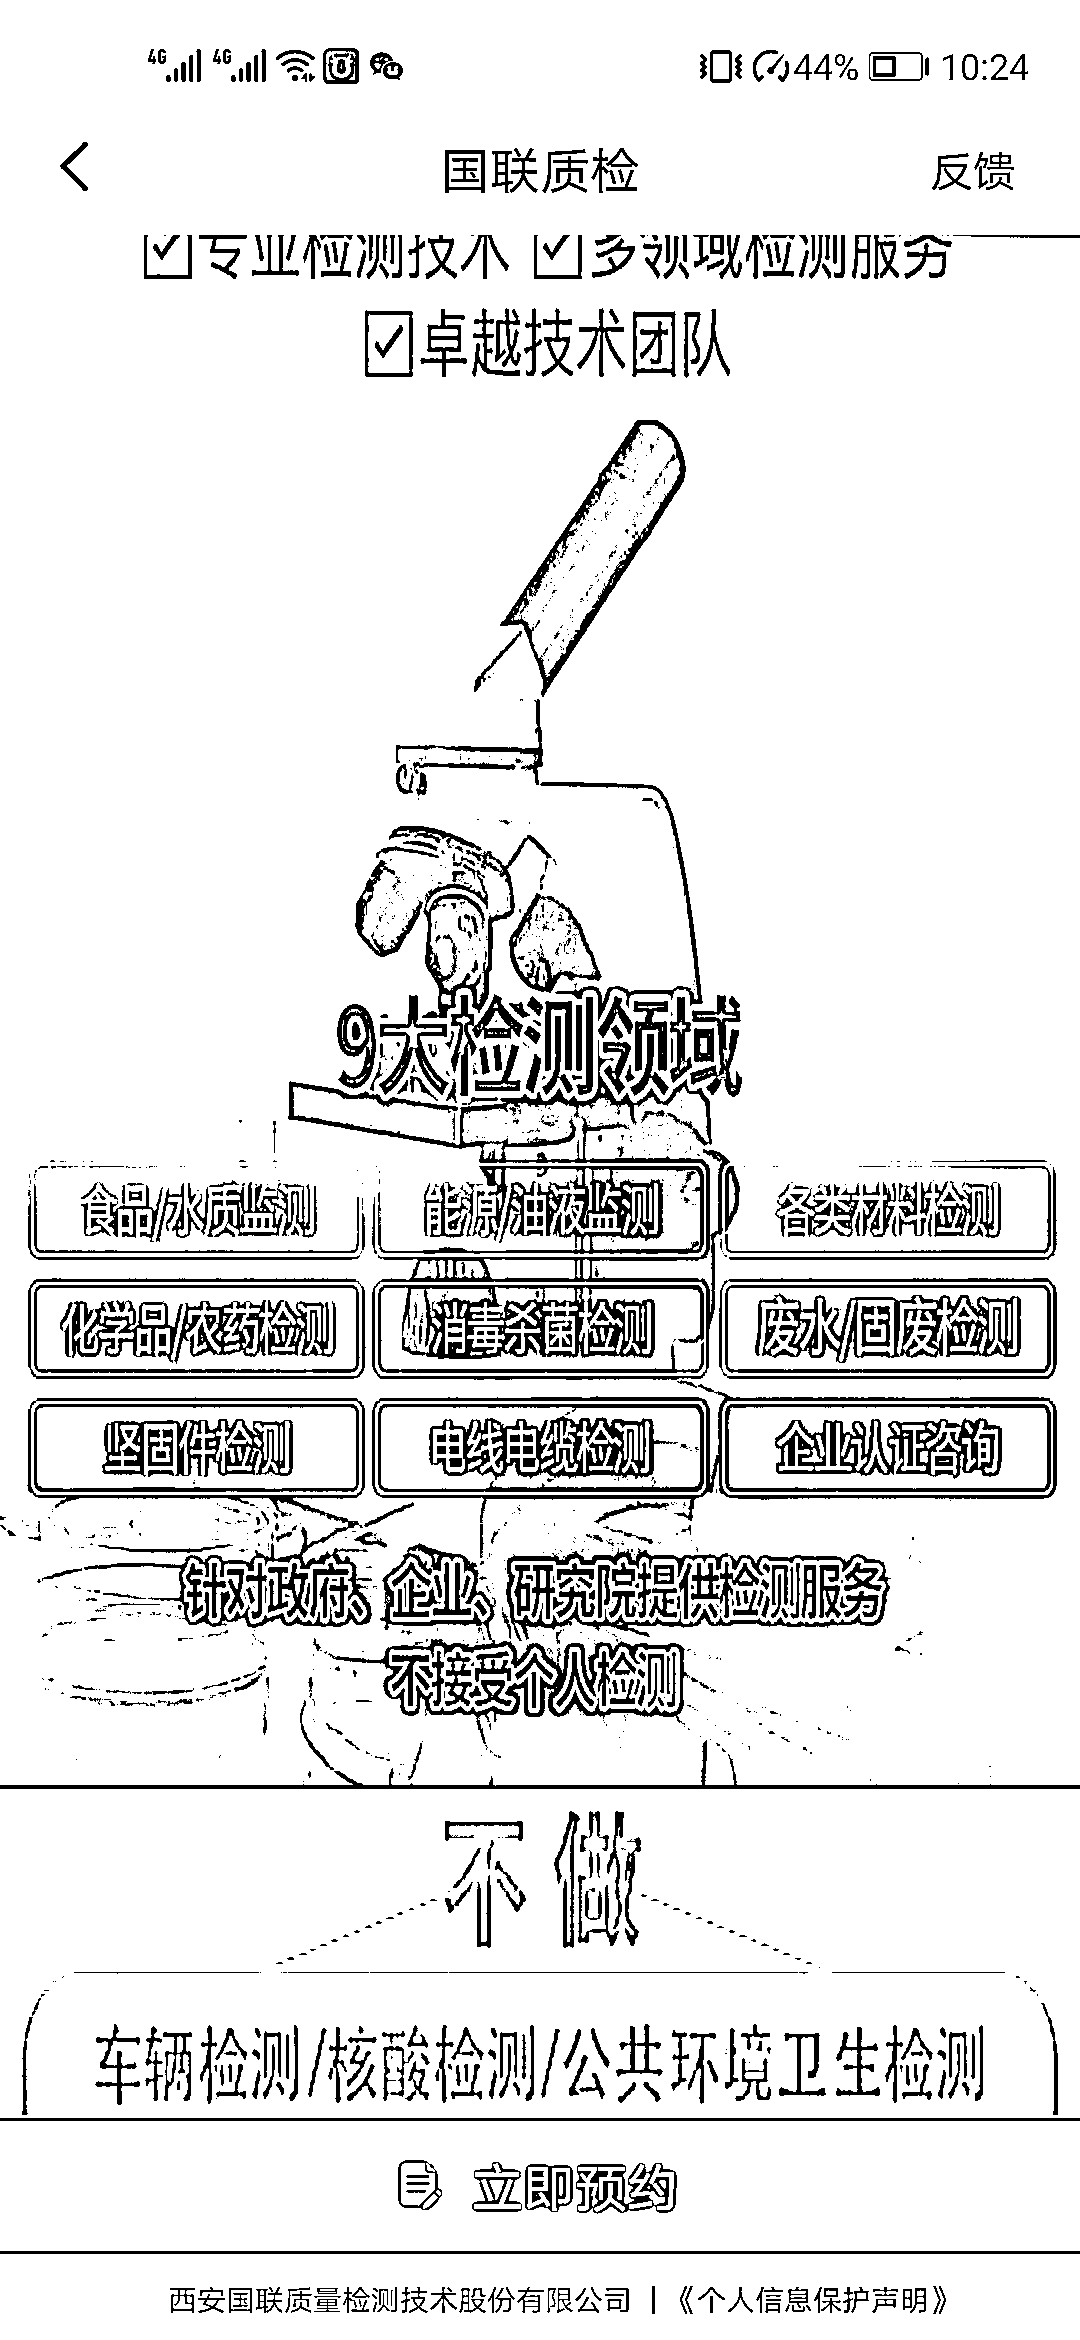 4G 4G 44% 10:24
国联质检 反馈
专业检测技术 多领域检测服务
卓越技术团队
9大检测领域
食品/水质监测 能源/油液监测 各类材料检测
化学品/农药检测 消毒杀菌检测 废水/固废检测
坚固件检测 电线电缆检测 企业认证咨询
针对政府、企业、研究院提供检测服务
不接受个人检测
不做
车辆检测/核酸检测/公共环境卫生检测
立即预约
西安国联质量检测技术股份有限公司 |《个人信息保护声明》